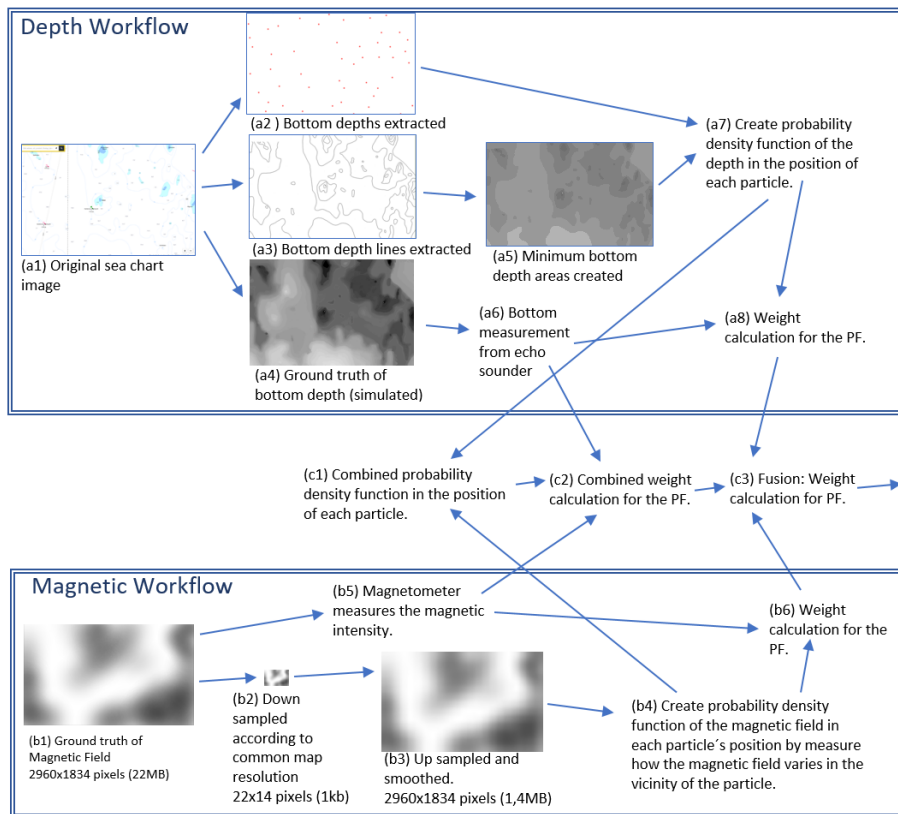 Depth Workflow
(a2 ) Bottom depths extracted
(a7) Create probability
density function of the
depth in the position of
each particle.
(a1) Original sea chart
image
(a3) Bottom depth lines extracted
(a5) Minimum bottom
depth areas created
(a6) Bottom
measurement
from echo
sounder
(a8) Weight
calculation for the PF.
(a4) Ground truth of
bottom depth (simulated)
(c1) Combined probability
density function in the position
of each particle.
(c2) Combined weight
calculation for the PF.
(c3) Fusion: Weight
calculation for PF.
Magnetic Workflow
(b5) Magnetometer
measures the magnetic
intensity.
(b6) Weight
calculation for the
PF.
(b1) Ground truth of
Magnetic Field
2960x1834 pixels (22MB)
(b2) Down
sampled
according to
common map
resolution
22x14 pixels (1kb)
(b3) Up sampled and
smoothed.
2960x1834 pixels (1,4MB)
(b4) Create probability density
function of the magnetic field in
each particle´s position by measure
how the magnetic field varies in the
vicinity of the particle.